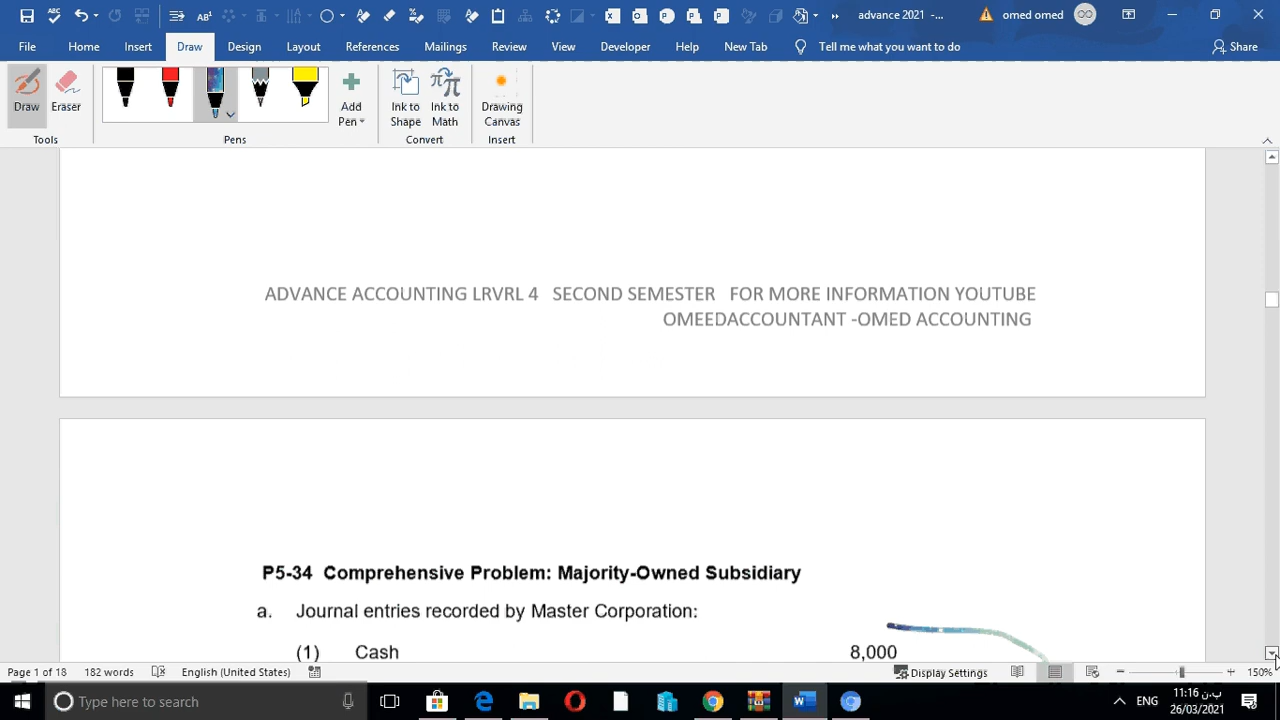 advance 2021 -...
omed omed
File Home Insert Draw Design Layout References Mailings Review View Developer Help New Tab Tell me what you want to do Share
Draw Eraser Add Pen Ink to Shape Ink to Math Drawing Canvas
Tools Pens Convert Insert
ADVANCE ACCOUNTING LRVRL 4 SECOND SEMESTER FOR MORE INFORMATION YOUTUBE
OMEEDACCOUNTANT -OMED ACCOUNTING
P5-34 Comprehensive Problem: Majority-Owned Subsidiary
a. Journal entries recorded by Master Corporation:
(1) Cash 8,000
Page 1 of 18 182 words English (United States) Display Settings 150%
Type here to search
ENG
11:16 ب.ن
26/03/2021